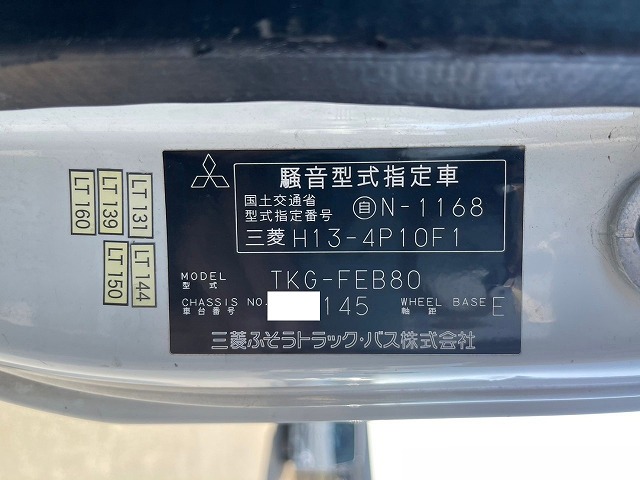 騒音型式指定車
国土交通省
型式指定番号
自N-1168
三菱 H13-4P10F1
MODEL
型式
TKG-FEB80
CHASSIS NO.
車台番号
145
WHEEL BASE
軸距
E
三菱ふそうトラック・バス株式会社
LT 160
LT 139
LT 131
LT 150
LT 144